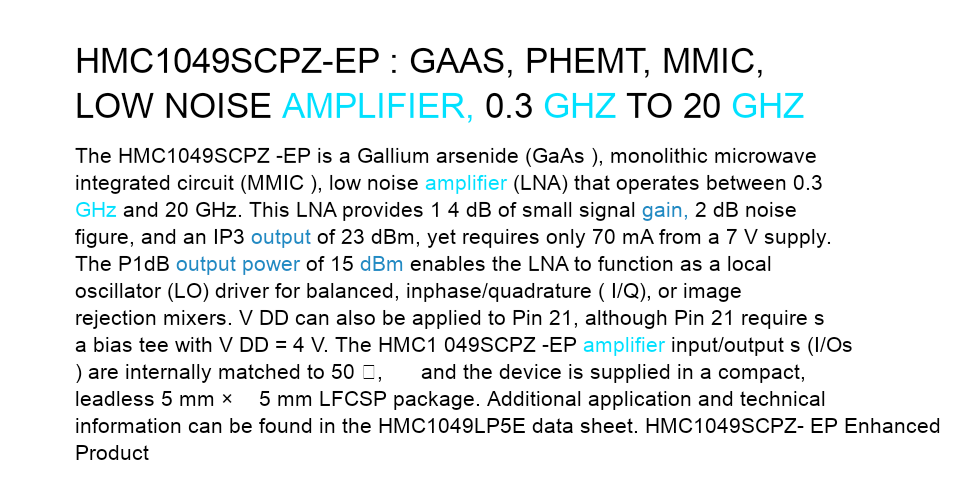 HMC1049SCPZ-EP : GAAS, PHEMT, MMIC,
LOW NOISE AMPLIFIER, 0.3 GHZ TO 20 GHZ
The HMC1049SCPZ -EP is a Gallium arsenide (GaAs ), monolithic microwave
integrated circuit (MMIC ), low noise amplifier (LNA) that operates between 0.3
GHz and 20 GHz. This LNA provides 1 4 dB of small signal gain, 2 dB noise
figure, and an IP3 output of 23 dBm, yet requires only 70 mA from a 7 V supply.
The P1dB output power of 15 dBm enables the LNA to function as a local
oscillator (LO) driver for balanced, inphase/quadrature ( I/Q), or image
rejection mixers. V DD can also be applied to Pin 21, although Pin 21 require s
a bias tee with V DD = 4 V. The HMC1 049SCPZ -EP amplifier input/output s (I/Os
) are internally matched to 50 □, and the device is supplied in a compact,
leadless 5 mm × 5 mm LFCSP package. Additional application and technical
information can be found in the HMC1049LP5E data sheet. HMC1049SCPZ- EP Enhanced
Product